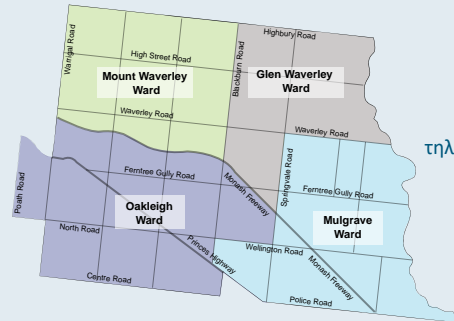 Highbury Road
Warrigal Road
High Street Road
Blackburn Road
Mount Waverley
Ward
Glen Waverley
Ward
Waverley Road
Waverley Road
τηλ
Ferntree Gully Road
Monash Freeway
Springvale Road
Ferntree Gully Road
Poath Road
Oakleigh
Ward
Mulgrave
Ward
North Road
Princes Highway
Wellington Road
Monash Freeway
Centre Road
Police Road